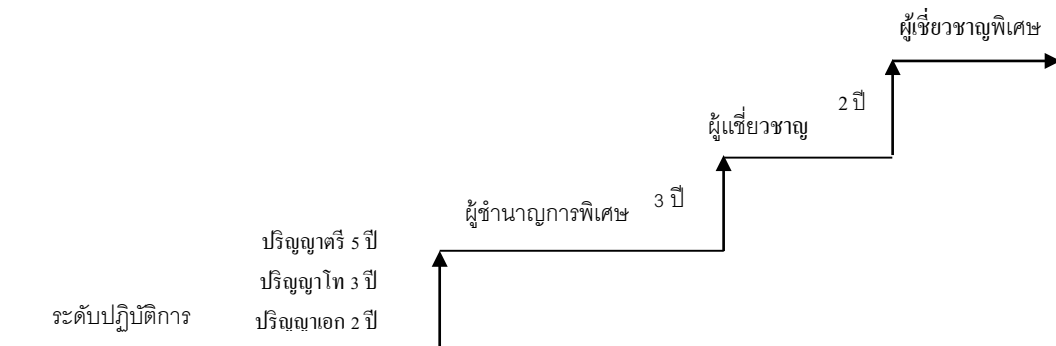 ผู้เชี่ยวชาญพิเศษ
2 ปี
ผู้เชี่ยวชาญ
3 ปี
ผู้ชำนาญการพิเศษ
ปริญญาตรี 5 ปี
ปริญญาโท 3 ปี
ระดับปฏิบัติการ
ปริญญาเอก 2 ปี